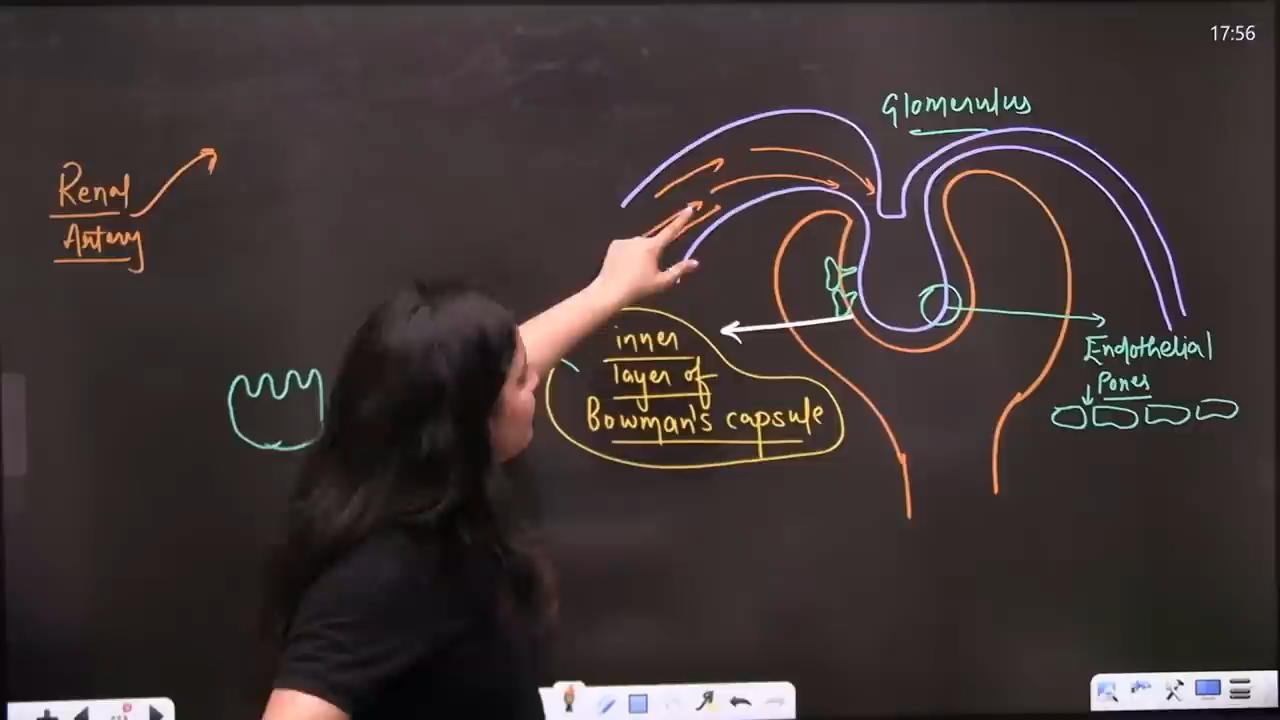 17:56
Glomerulus
Renal
Artery
inner
layer of
Bowman's capsule
Endothelial
Pores